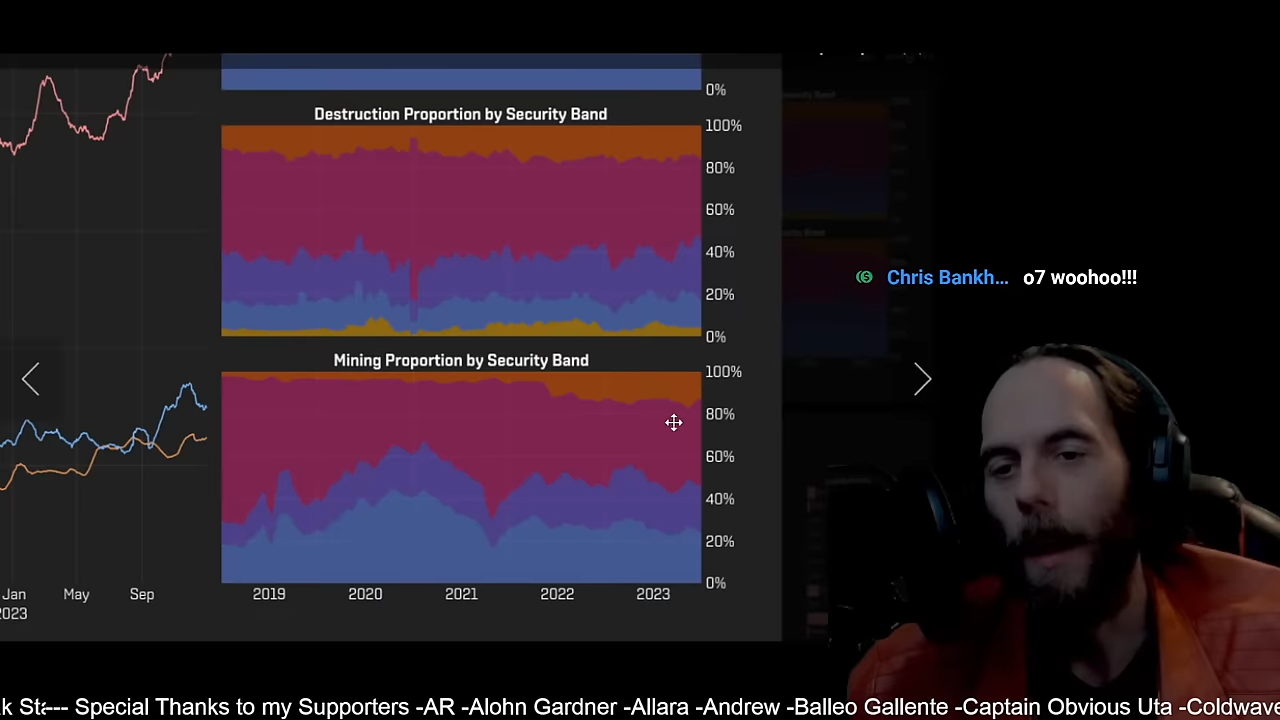 0%
Destruction Proportion by Security Band
100%
80%
60%
40%
20%
0%
Chris Bankh... o7 woohoo!!!
Mining Proportion by Security Band
100%
80%
60%
40%
20%
0%
Jan May Sep 2019 2020 2021 2022 2023
2023
k St--- Special Thanks to my Supporters -AR -Alohn Gardner -Allara -Andrew -Balleo Gallente -Captain Obvious Uta -Coldwave